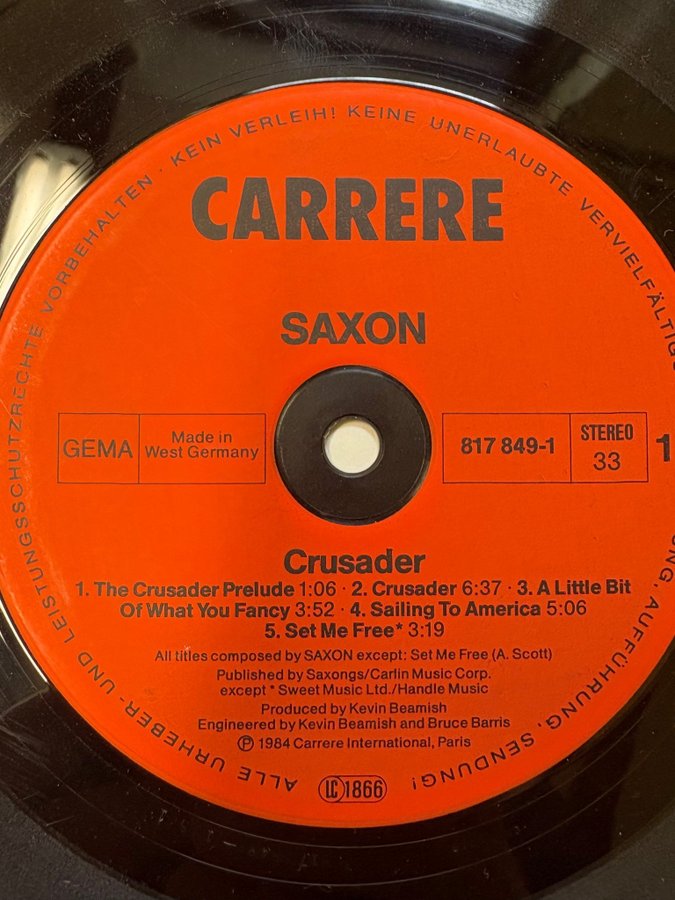 ALLE URHEBER- UND LEISTUNGSSCHUTZRECHTE VORBEHALTEN · KEIN VERLEIH! KEINE UNERLAUBTE VERVIELFÄLTIGU NG, AUFFÜHRUNG, SENDUNG!
CARRERE
SAXON
GEMA
Made in
West Germany
817 849-1
STEREO
33
1
Crusader
1. The Crusader Prelude 1:06 · 2. Crusader 6:37 · 3. A Little Bit
Of What You Fancy 3:52 · 4. Sailing To America 5:06
5. Set Me Free* 3:19
All titles composed by SAXON except: Set Me Free (A. Scott)
Published by Saxongs/Carlin Music Corp.
except * Sweet Music Ltd./Handle Music
Produced by Kevin Beamish
Engineered by Kevin Beamish and Bruce Barris
Ⓟ 1984 Carrere International, Paris
LC 1866